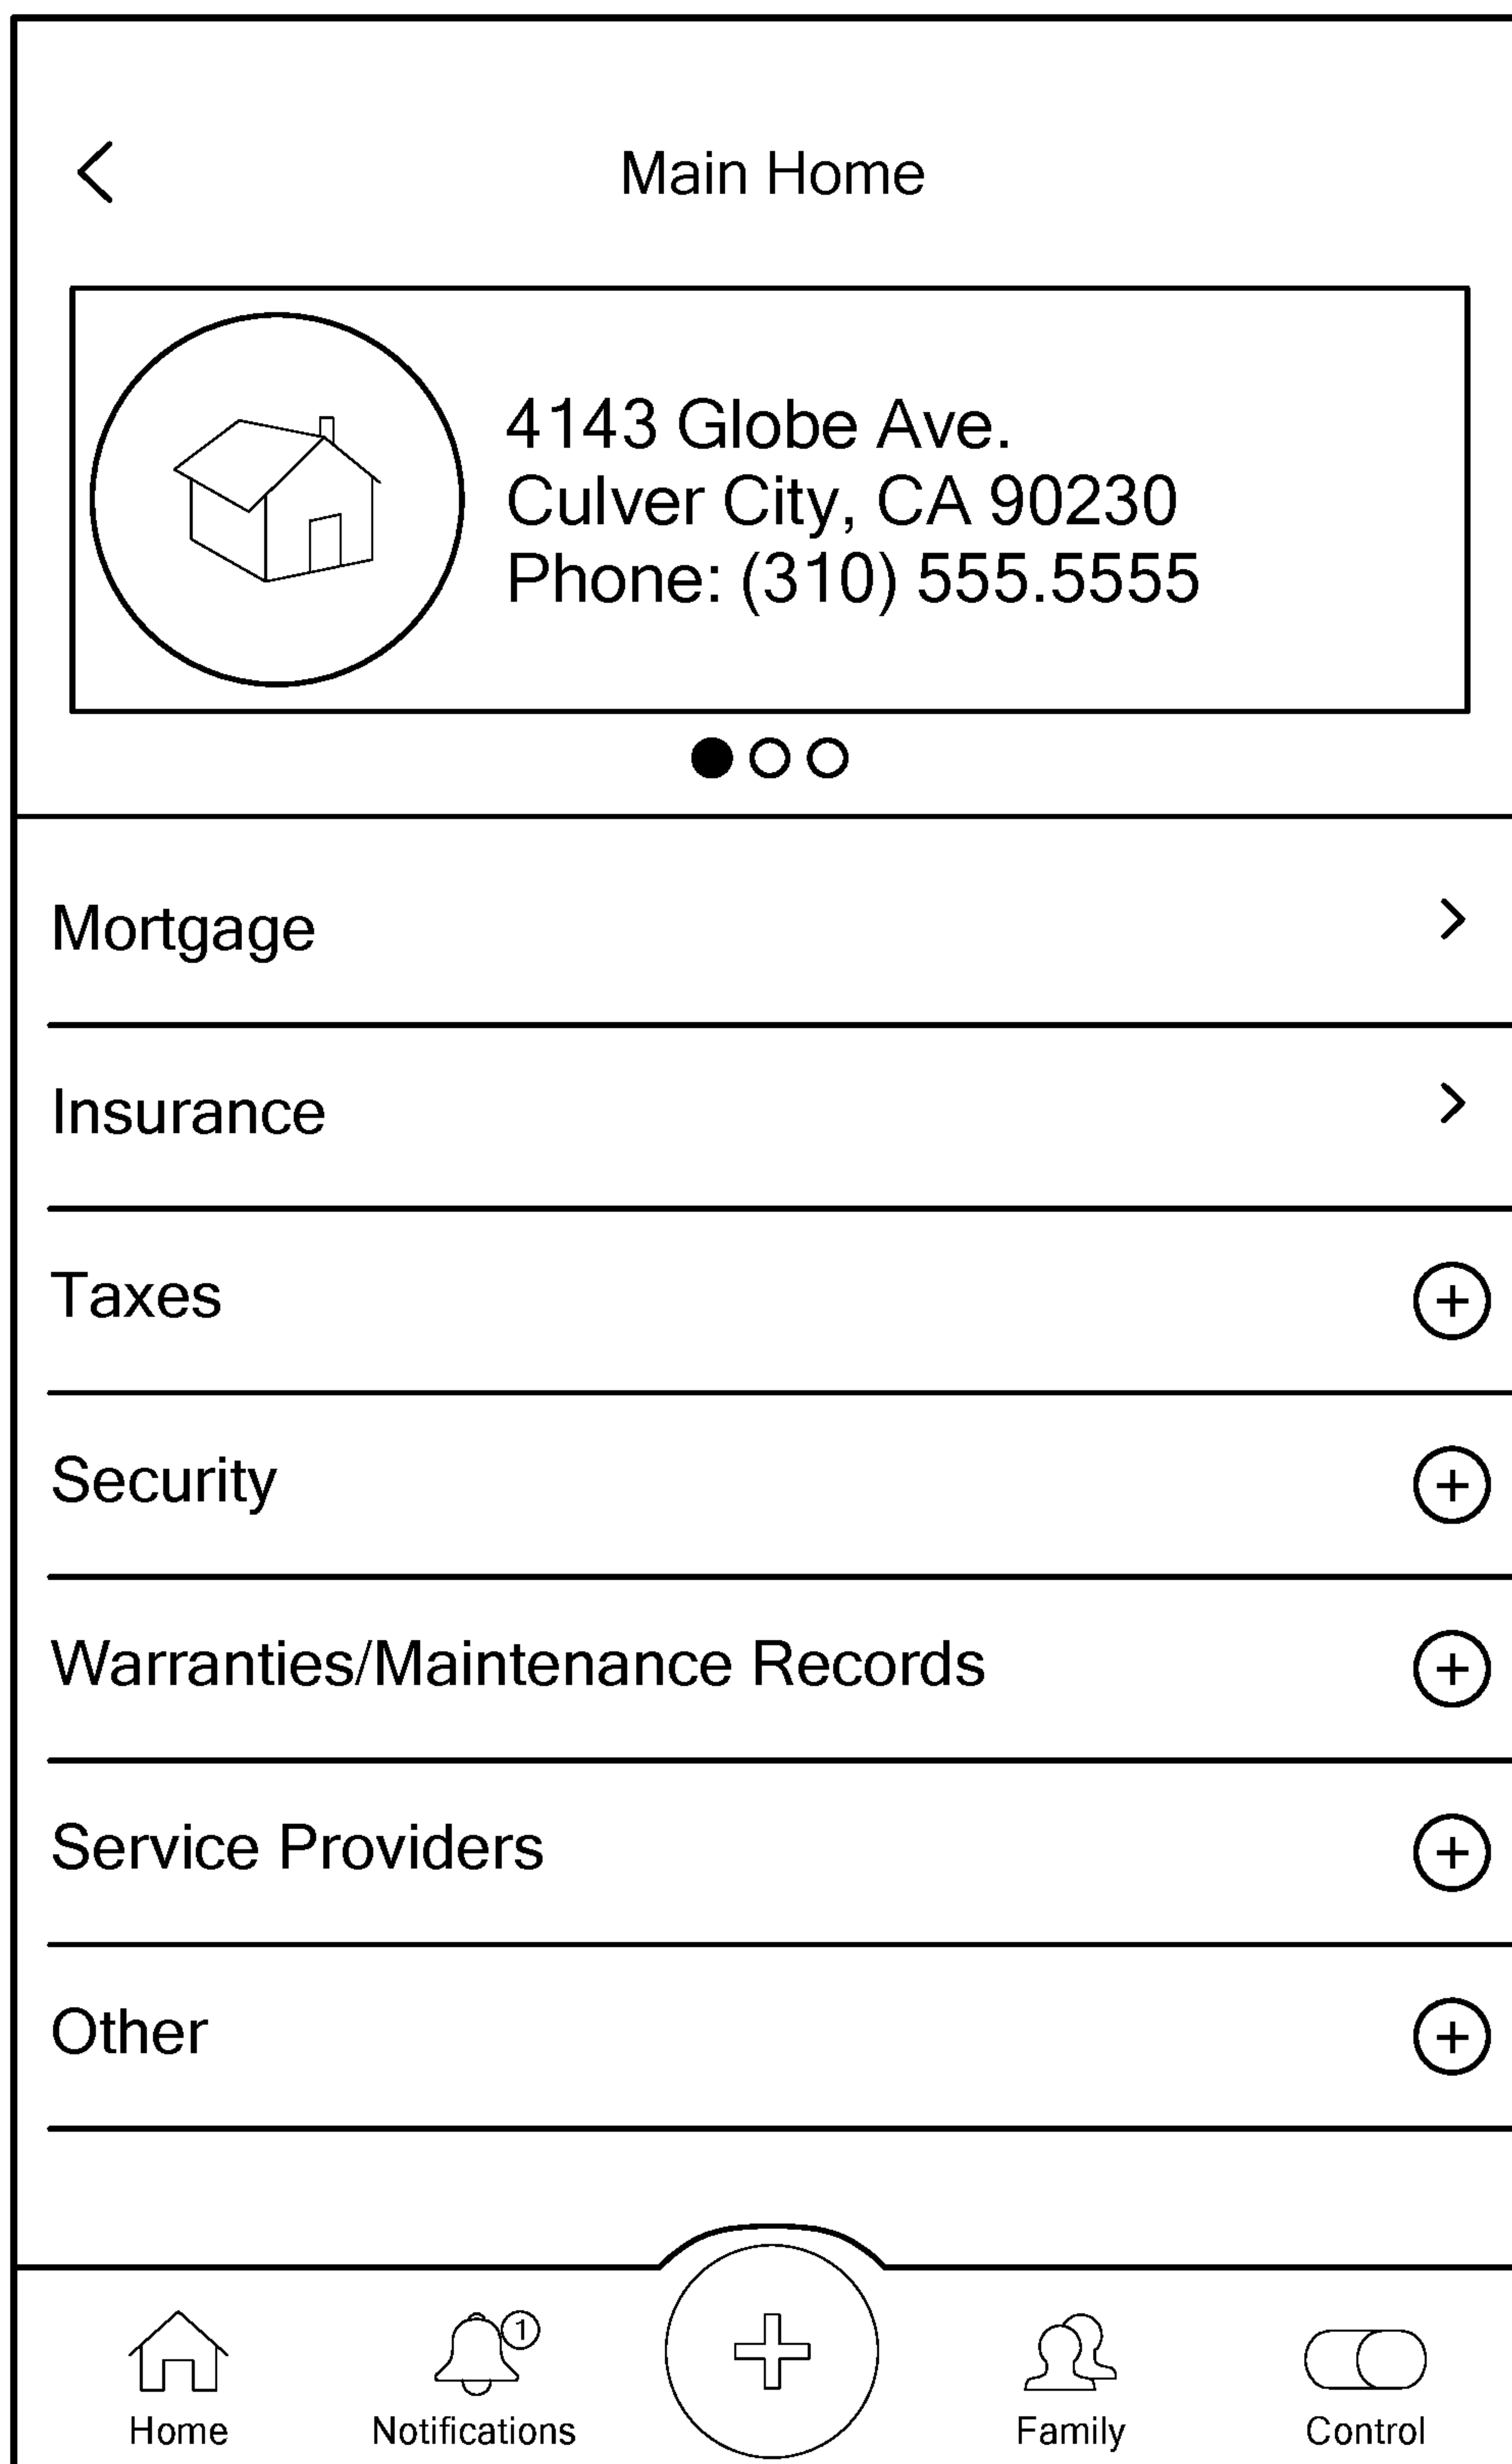 Main Home
4143 Globe Ave.
Culver City, CA 90230
Phone: (310) 555.5555
Mortgage
Insurance
Taxes
Security
Warranties/Maintenance Records
Service Providers
Other
1
Home
Notifications
Family
Control